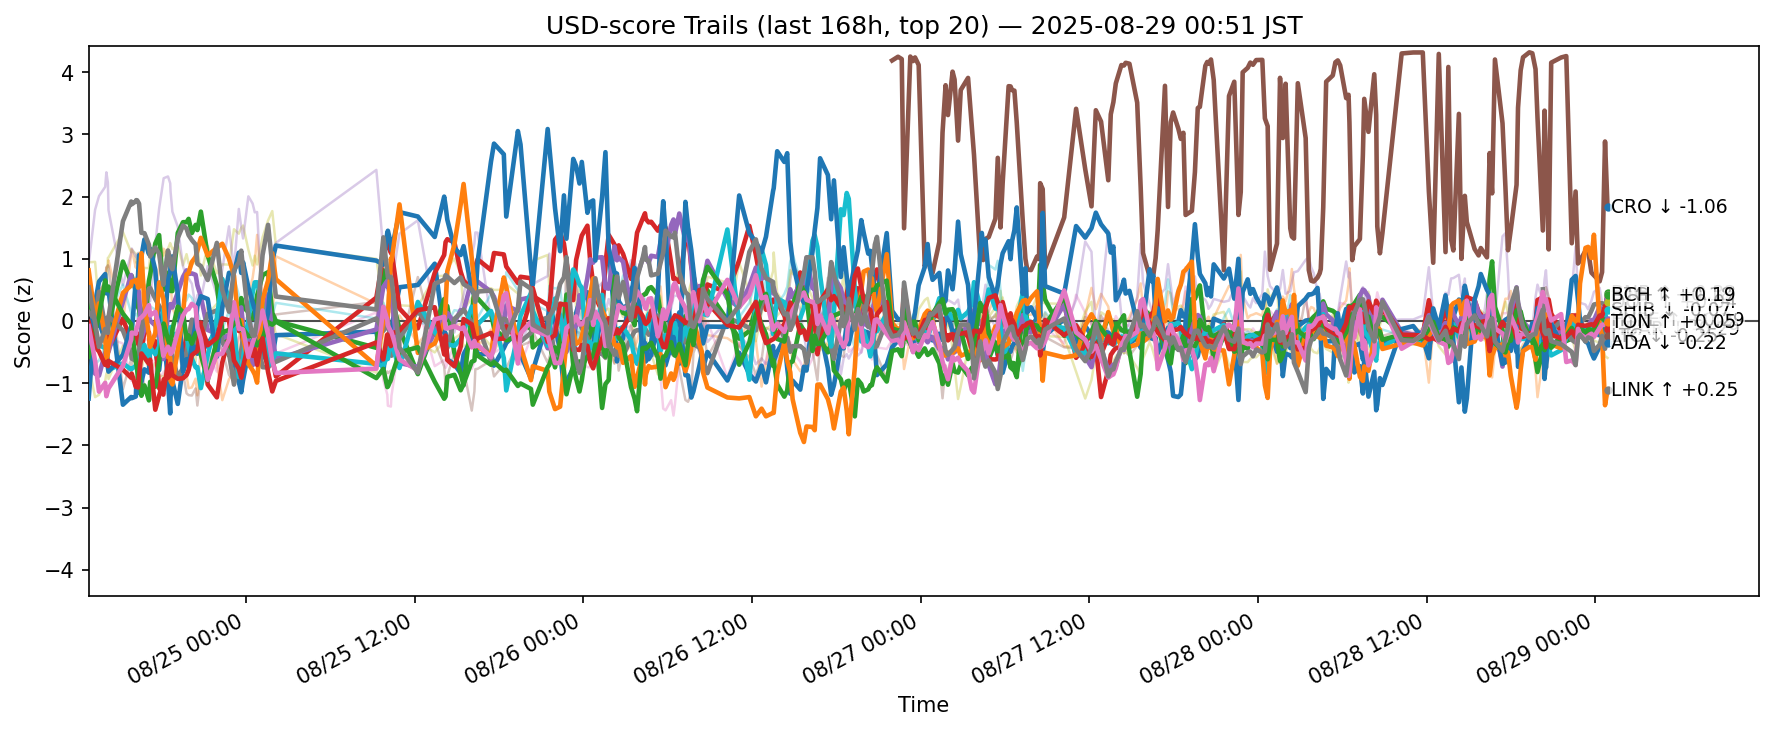 USD-score Trails (last 168h, top 20) — 2025-08-29 00:51 JST
Score (z)
4
3
2
1
0
−1
−2
−3
−4
CRO ↓ -1.06
BCH ↑ +0.19
TON ↑ +0.05
ADA ↓ -0.22
LINK ↑ +0.25
08/25 00:00
08/25 12:00
08/26 00:00
08/26 12:00
08/27 00:00
08/27 12:00
08/28 00:00
08/28 12:00
08/29 00:00
Time